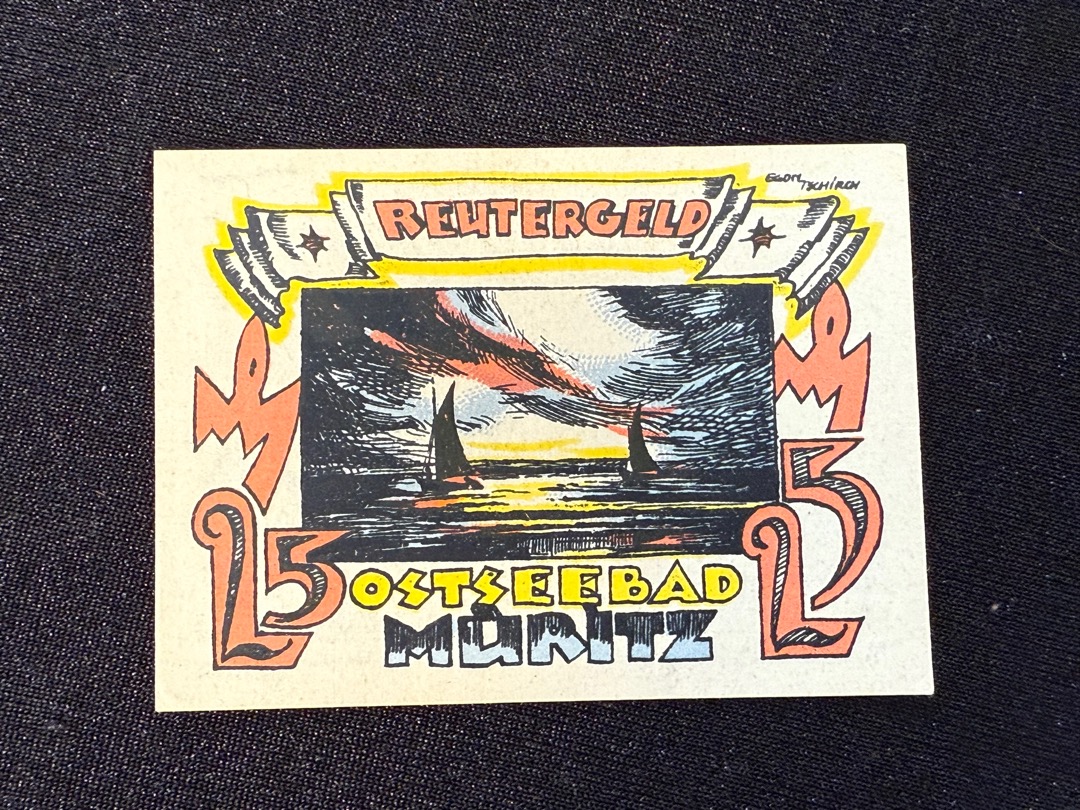 EGON
TSCHIRCH
REUTERGELD
25
25
OSTSEEBAD
MÜRITZ